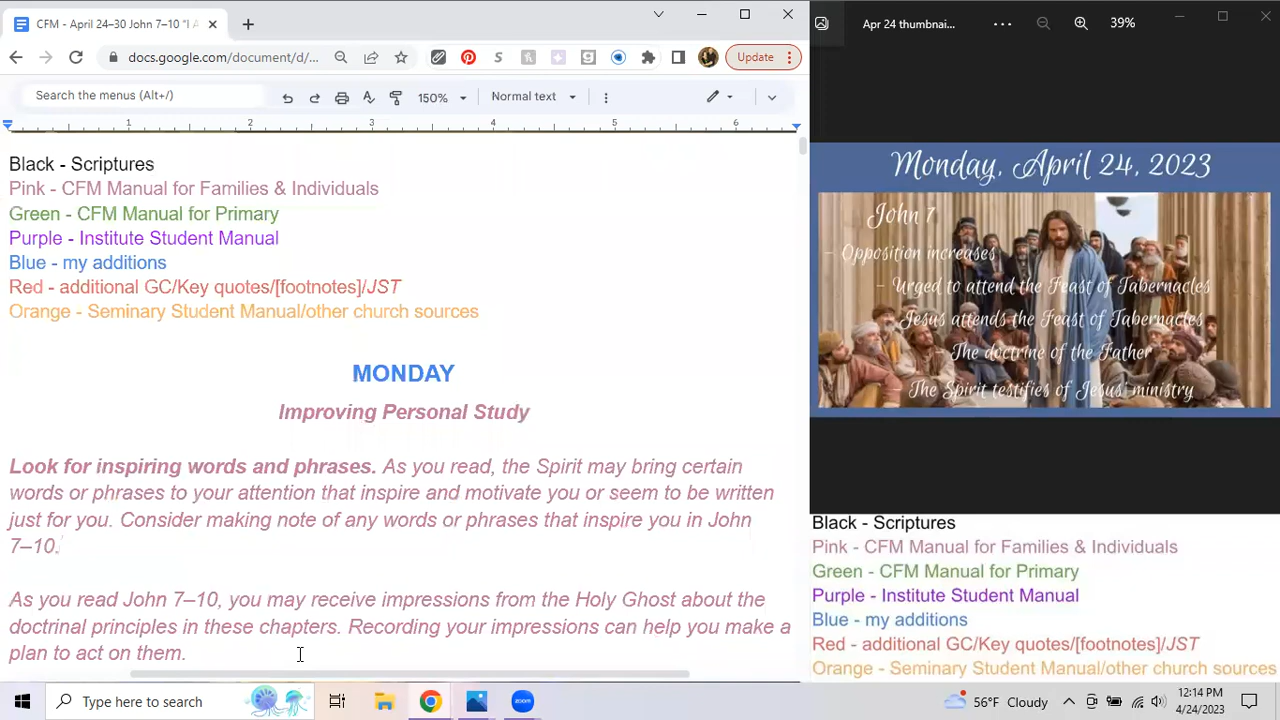 CFM - April 24–30 John 7–10 "I A
docs.google.com/document/d/...
Update
Search the menus (Alt+/)
150%
Normal text
1 2 3 4 5 6
Black - Scriptures
Pink - CFM Manual for Families & Individuals
Green - CFM Manual for Primary
Purple - Institute Student Manual
Blue - my additions
Red - additional GC/Key quotes/[footnotes]/JST
Orange - Seminary Student Manual/other church sources
MONDAY
Improving Personal Study
Look for inspiring words and phrases. As you read, the Spirit may bring certain
words or phrases to your attention that inspire and motivate you or seem to be written
just for you. Consider making note of any words or phrases that inspire you in John
7–10.
As you read John 7–10, you may receive impressions from the Holy Ghost about the
doctrinal principles in these chapters. Recording your impressions can help you make a
plan to act on them.
Apr 24 thumbnai...
39%
Monday, April 24, 2023
John 7
- Opposition increases
- Urged to attend the Feast of Tabernacles
- Jesus attends the Feast of Tabernacles
- The doctrine of the Father
- The Spirit testifies of Jesus' ministry
Black - Scriptures
Pink - CFM Manual for Families & Individuals
Green - CFM Manual for Primary
Purple - Institute Student Manual
Blue - my additions
Red - additional GC/Key quotes/[footnotes]/JST
Orange - Seminary Student Manual/other church sources
Type here to search
zoom
56°F Cloudy
12:14 PM
4/24/2023